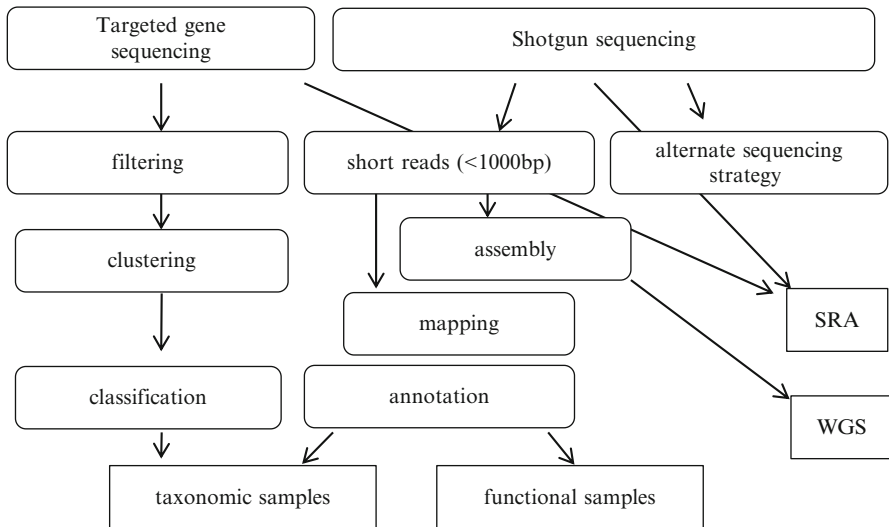 Targeted gene
sequencing
Shotgun sequencing
filtering
short reads (<1000bp)
alternate sequencing
strategy
clustering
assembly
mapping
SRA
classification
annotation
WGS
taxonomic samples
functional samples